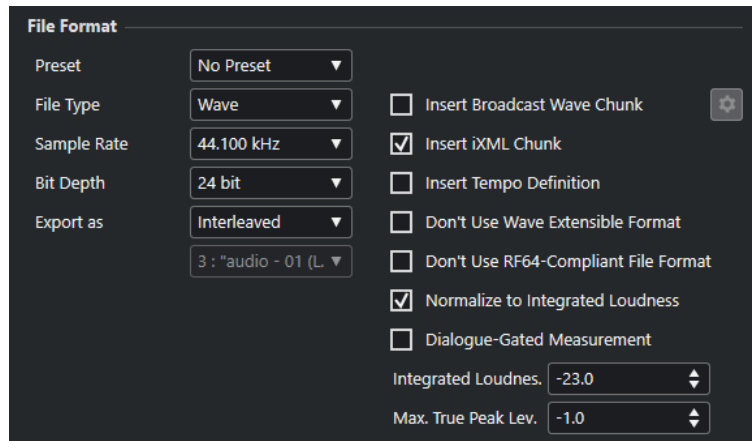 File Format
Preset No Preset
File Type Wave Insert Broadcast Wave Chunk
Sample Rate 44.100 kHz Insert iXML Chunk
Bit Depth 24 bit Insert Tempo Definition
Export as Interleaved Don't Use Wave Extensible Format
3 : "audio - 01 (L. Don't Use RF64-Compliant File Format
Normalize to Integrated Loudness
Dialogue-Gated Measurement
Integrated Loudnes. -23.0
Max. True Peak Lev. -1.0